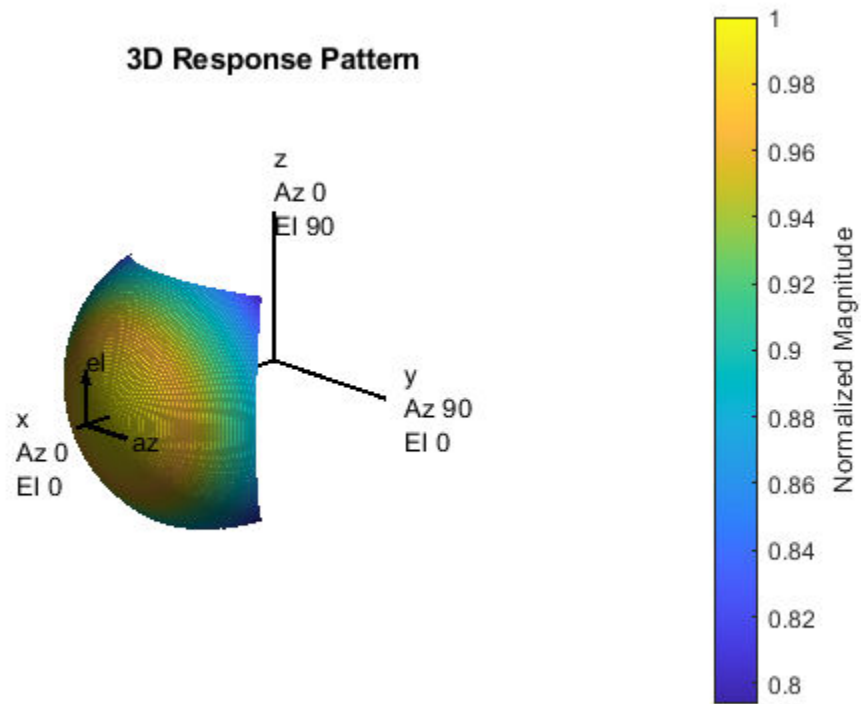 3D Response Pattern
z
Az 0
El 90
el
az
x
Az 0
El 0
y
Az 90
El 0
1
0.98
0.96
0.94
0.92
0.9
0.88
0.86
0.84
0.82
0.8
Normalized Magnitude